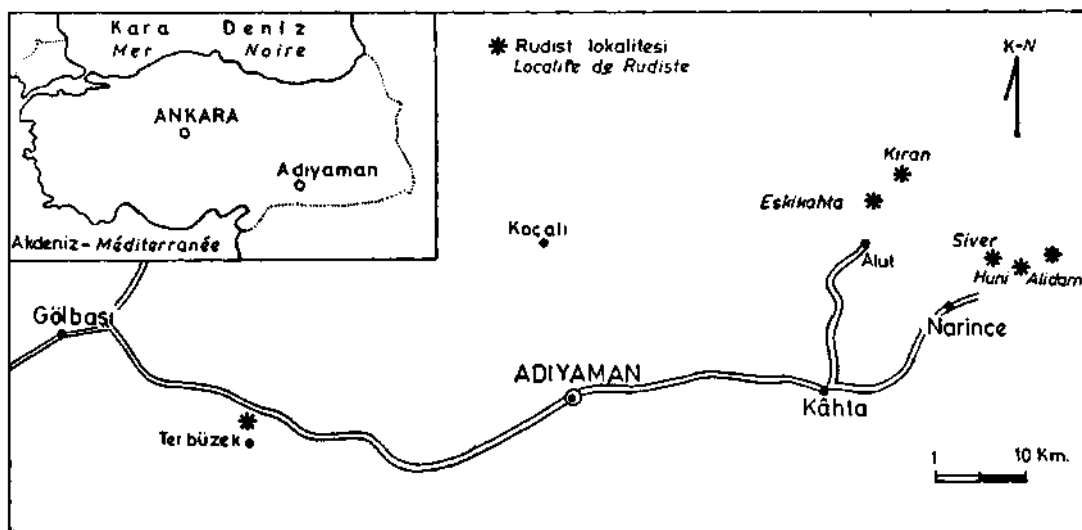 Kara Deniz
Mer Noire
ANKARA
Adıyaman
Akdeniz-Méditerranée
Rudist lokalitesi
Localite de Rudiste
K-N
Kıran
Eskikahta
Koçalı
Alut
Siver
Huni
Alidam
Narince
Gölbaşı
ADIYAMAN
Kâhta
Terbüzek
1 10 Km.